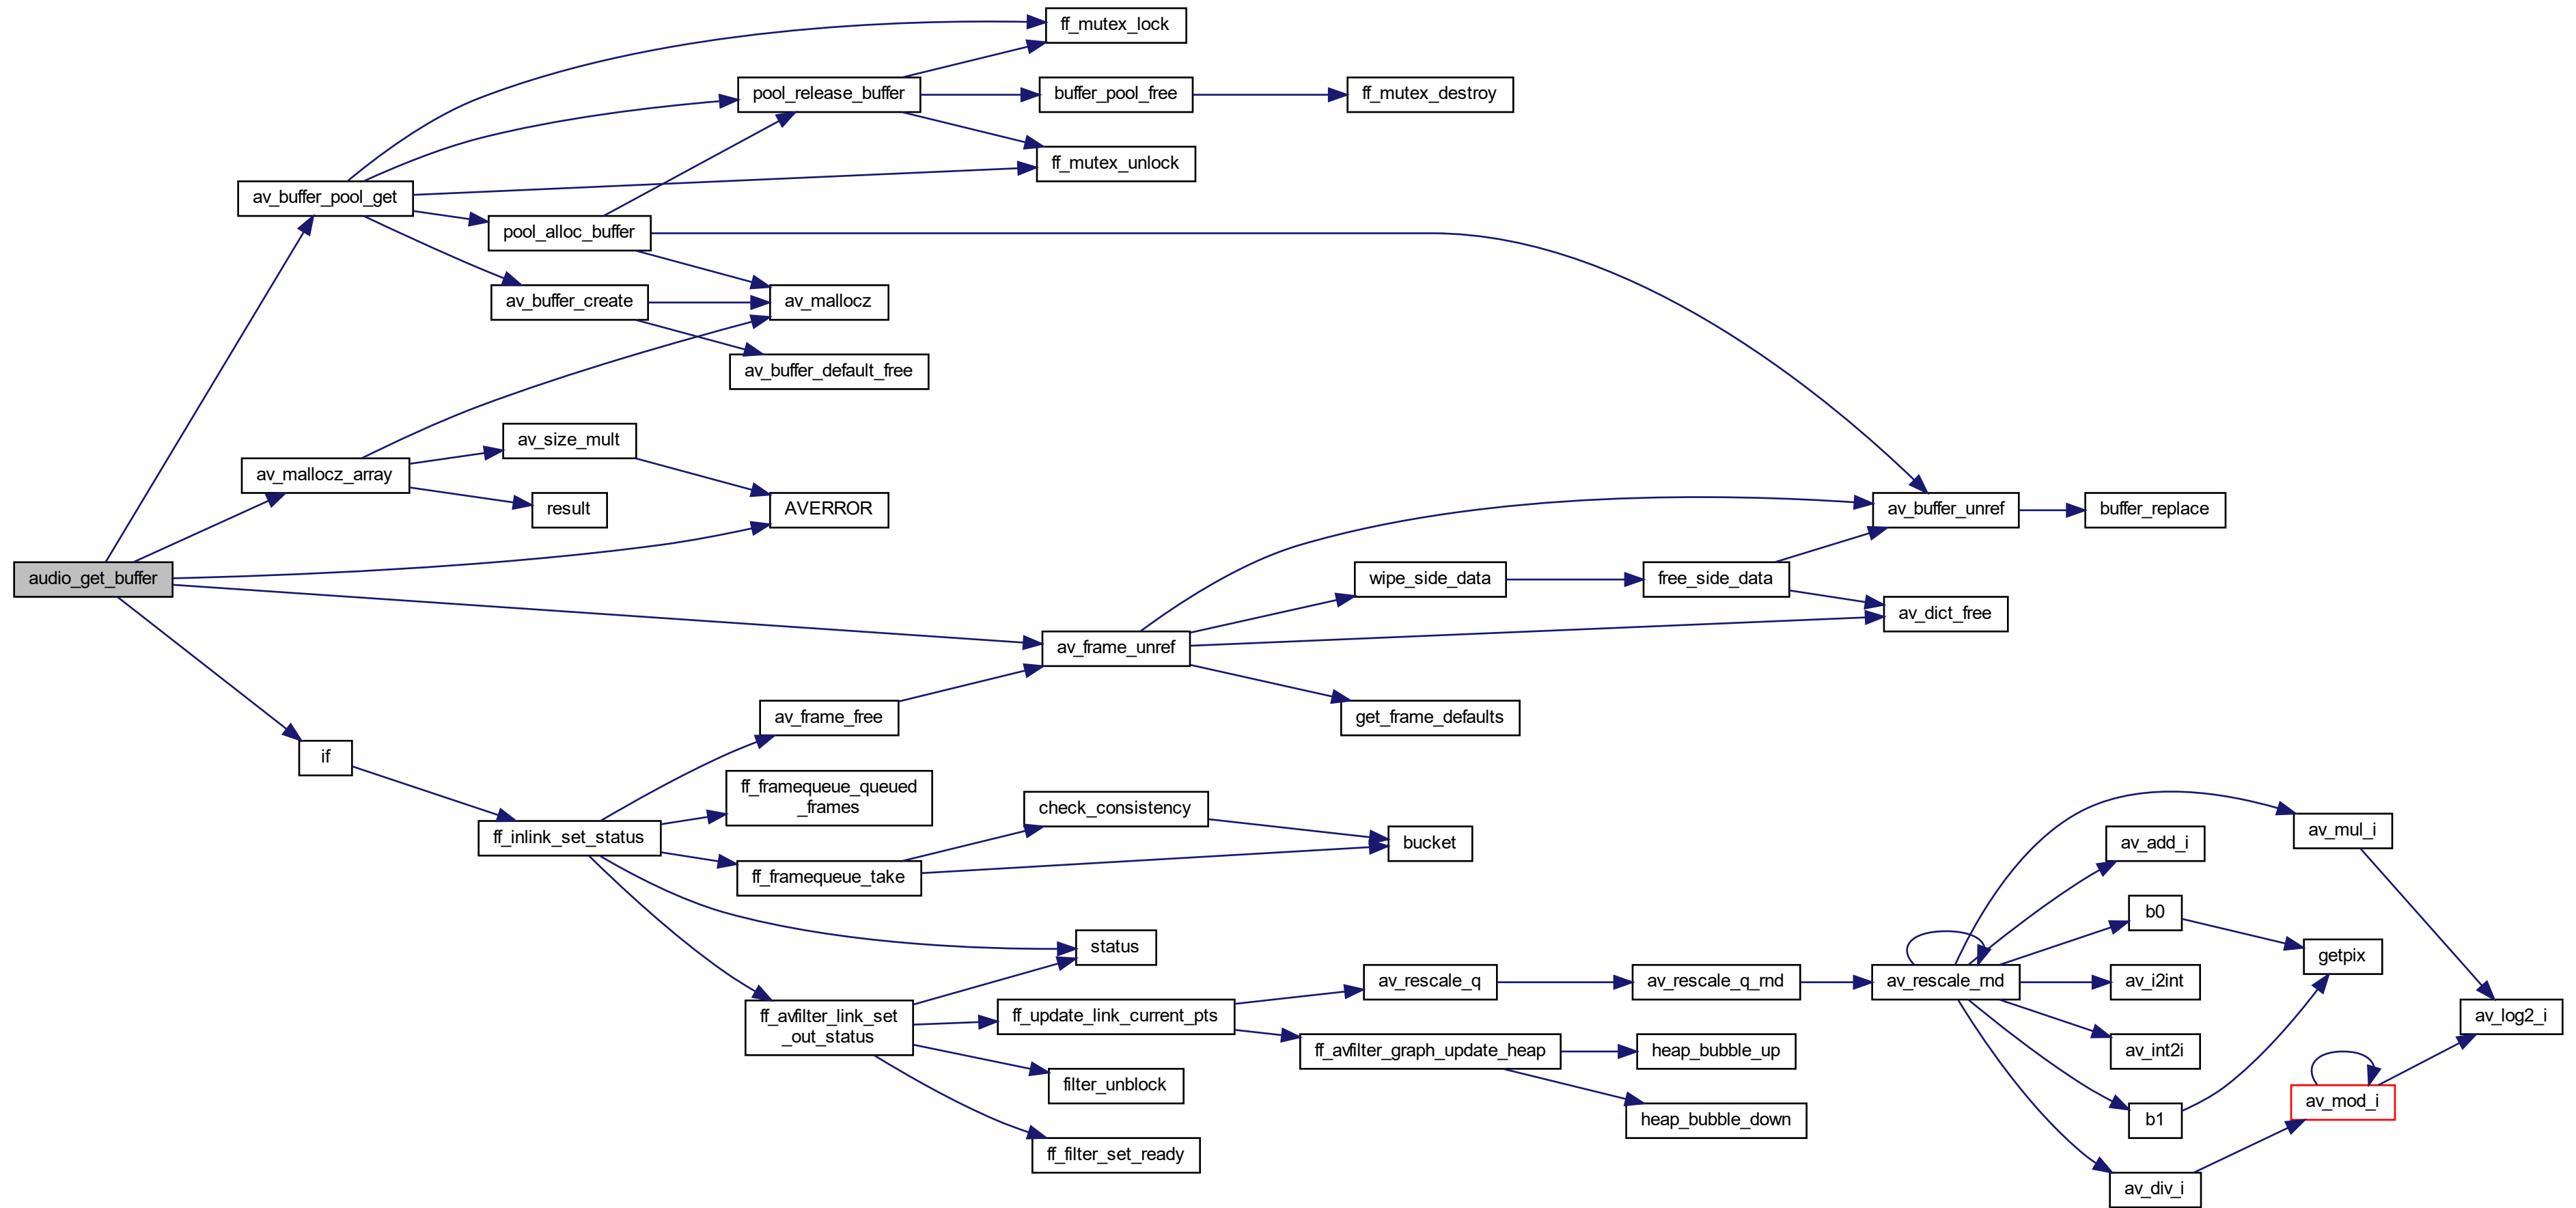 ff_mutex_lock
pool_release_buffer
buffer_pool_free
ff_mutex_destroy
ff_mutex_unlock
av_buffer_pool_get
pool_alloc_buffer
av_buffer_create
av_mallocz
av_buffer_default_free
av_size_mult
av_mallocz_array
result
AVERROR
av_buffer_unref
buffer_replace
audio_get_buffer
wipe_side_data
free_side_data
av_dict_free
av_frame_unref
av_frame_free
get_frame_defaults
if
ff_framequeue_queued
_frames
check_consistency
ff_inlink_set_status
bucket
ff_framequeue_take
av_mul_i
av_add_i
b0
status
getpix
av_rescale_q
av_rescale_q_rnd
av_rescale_rnd
av_i2int
ff_avfilter_link_set
_out_status
ff_update_link_current_pts
av_log2_i
ff_avfilter_graph_update_heap
heap_bubble_up
av_int2i
filter_unblock
av_mod_i
heap_bubble_down
b1
ff_filter_set_ready
av_div_i